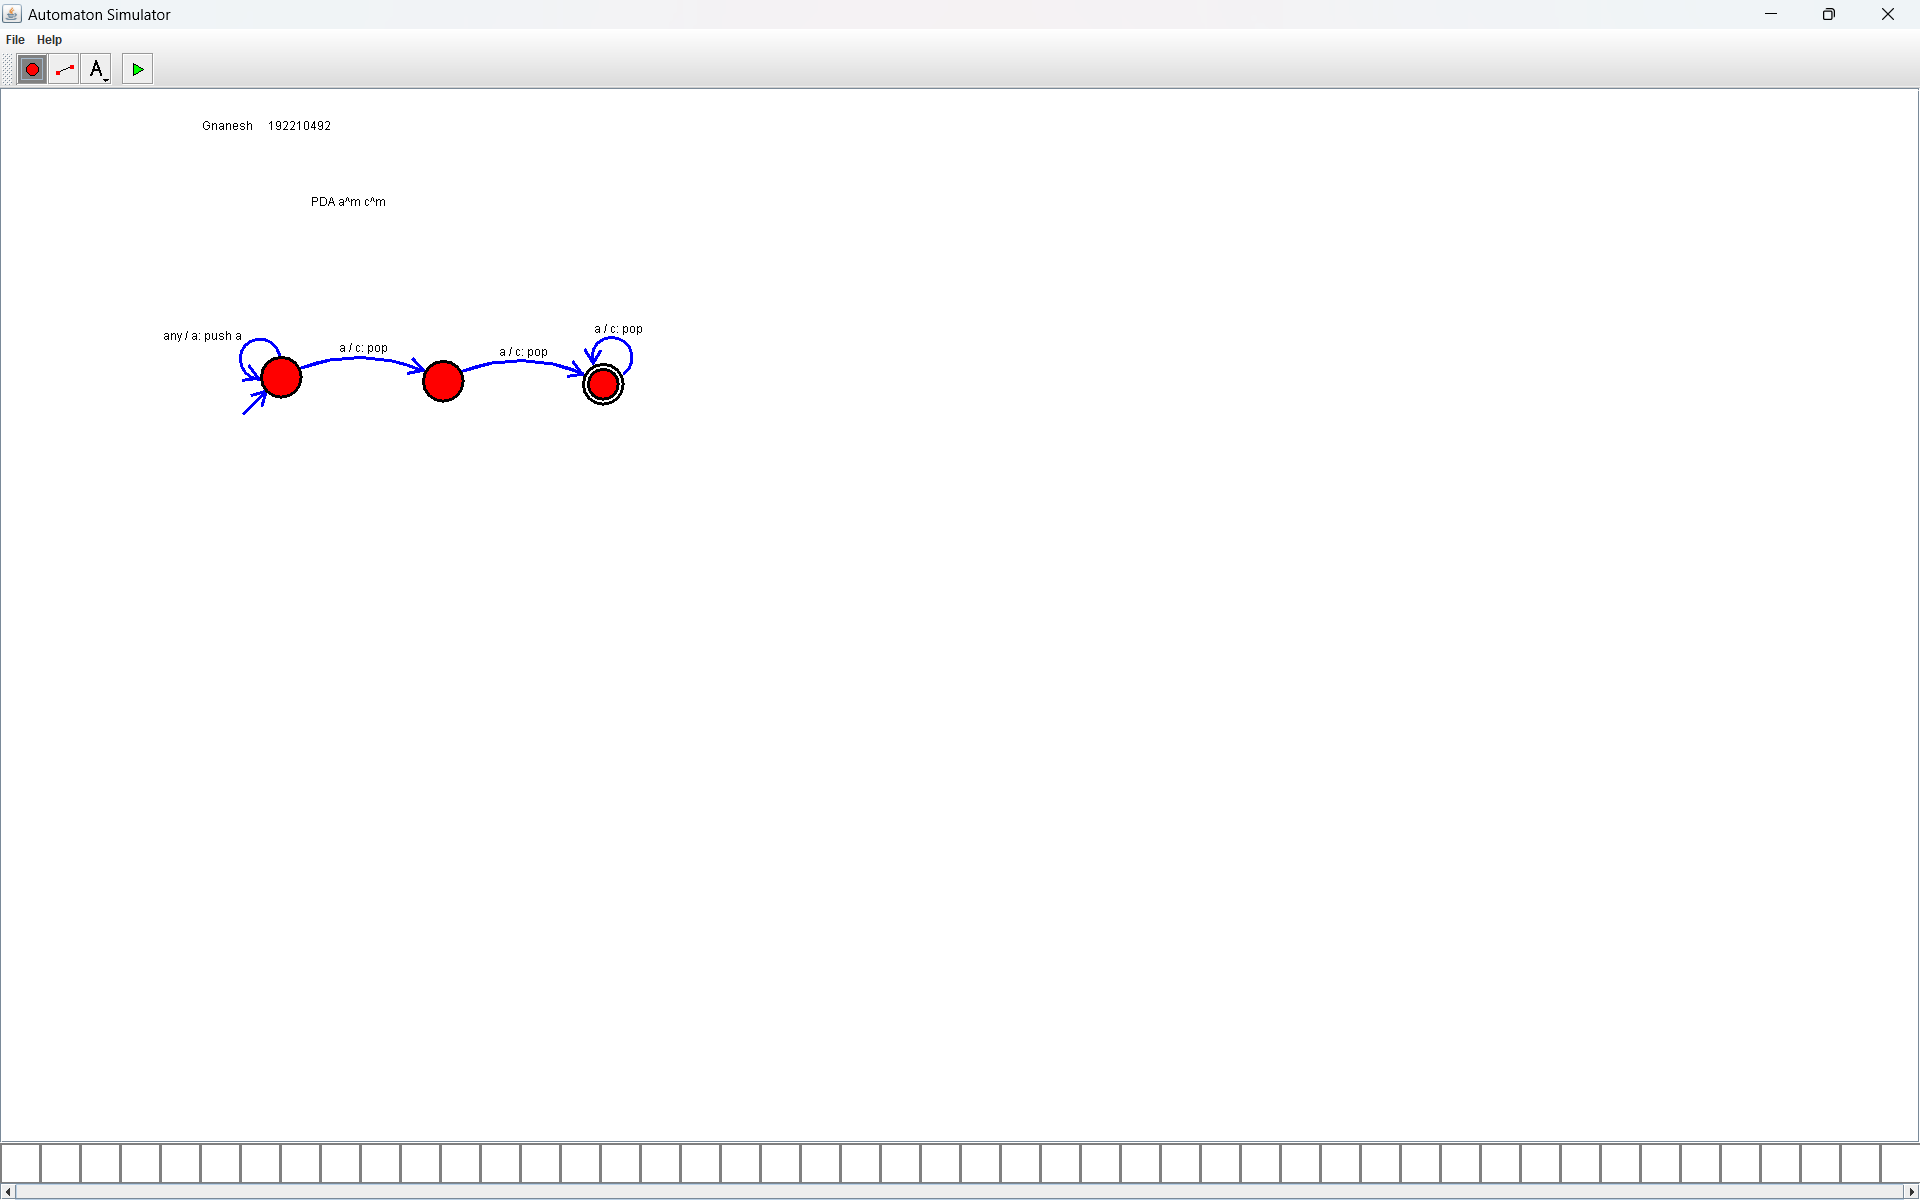 Automaton Simulator
File Help
A
Gnanesh 192210492
PDA a^m c^m
a / c: pop
any / a: push a
a / c: pop
a / c: pop